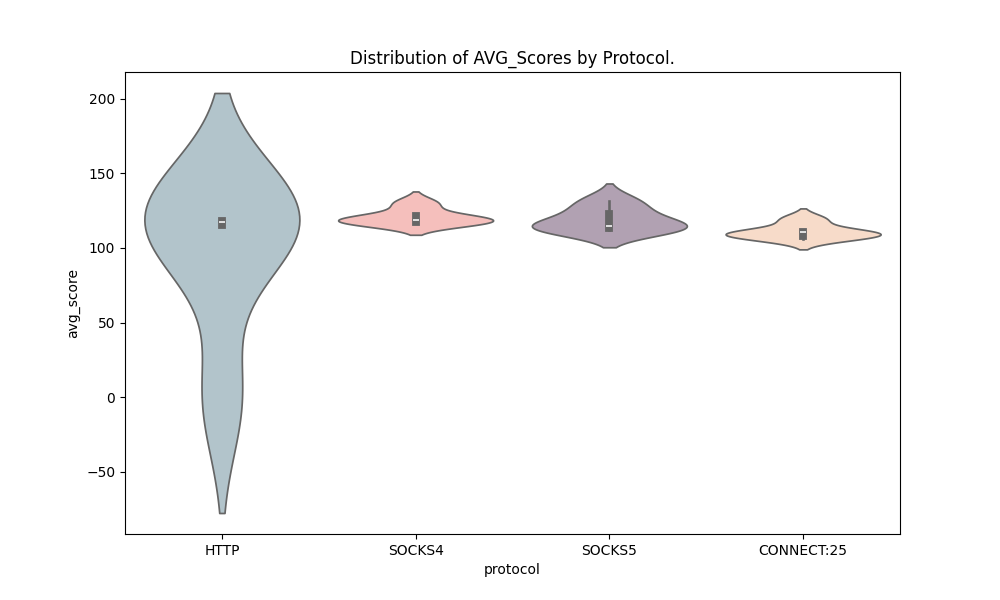 Distribution of AVG_Scores by Protocol.
200
150
100
50
0
−50
avg_score
HTTP SOCKS4 SOCKS5 CONNECT:25
protocol